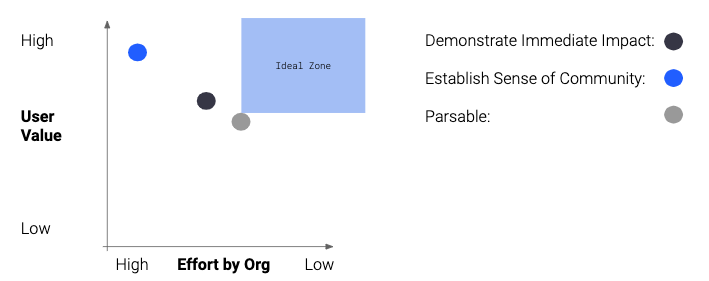 High
User
Value
Low
Ideal Zone
High
Effort by Org
Low
Demonstrate Immediate Impact:
Establish Sense of Community:
Parsable: